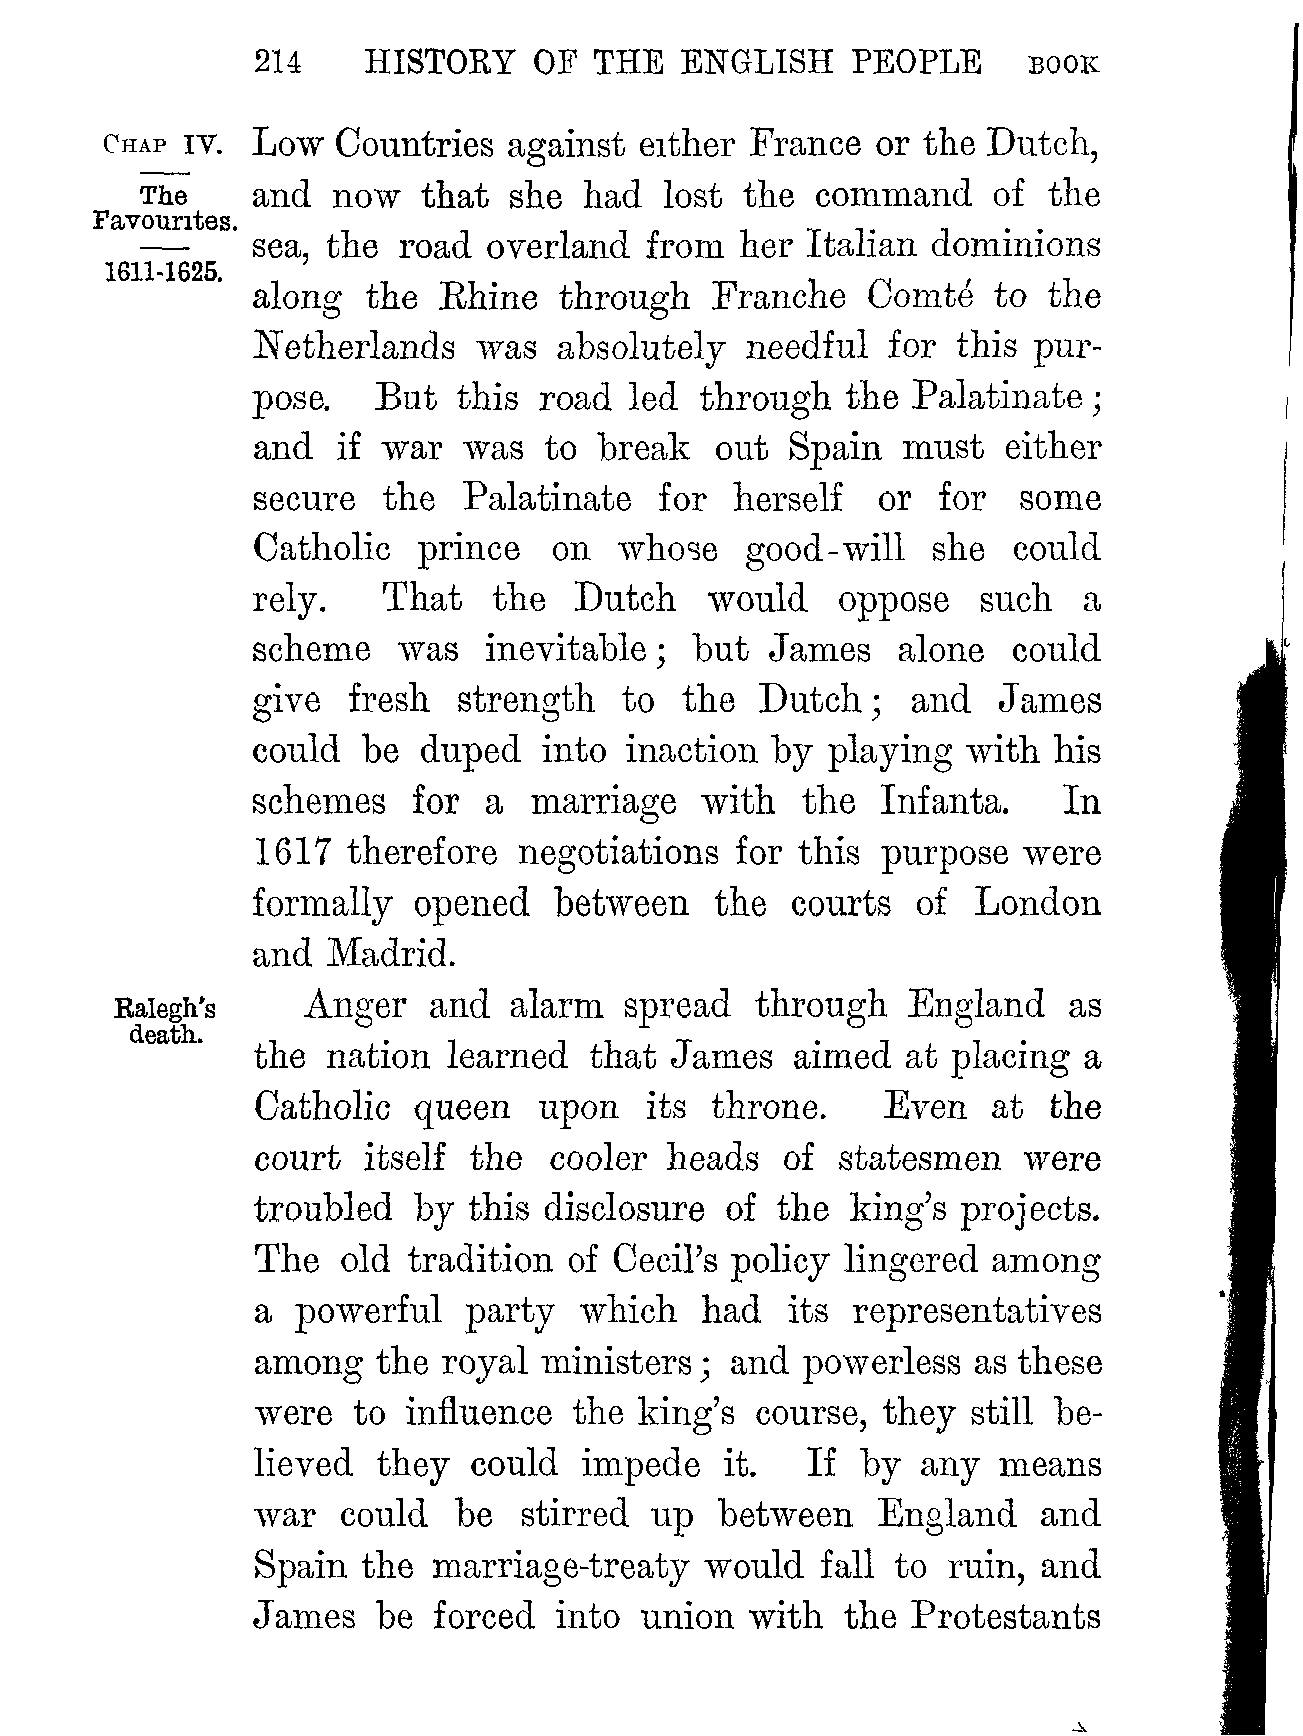 214 HISTORY OF THE ENGLISH PEOPLE BOOK
CHAP IV.
The
Favourites.
1611-1625.
Low Countries against either France or the Dutch,
and now that she had lost the command of the
sea, the road overland from her Italian dominions
along the Rhine through Franche Comté to the
Netherlands was absolutely needful for this pur-
pose. But this road led through the Palatinate;
and if war was to break out Spain must either
secure the Palatinate for herself or for some
Catholic prince on whose good-will she could
rely. That the Dutch would oppose such a
scheme was inevitable; but James alone could
give fresh strength to the Dutch; and James
could be duped into inaction by playing with his
schemes for a marriage with the Infanta. In
1617 therefore negotiations for this purpose were
formally opened between the courts of London
and Madrid.
Ralegh's
death.
Anger and alarm spread through England as
the nation learned that James aimed at placing a
Catholic queen upon its throne. Even at the
court itself the cooler heads of statesmen were
troubled by this disclosure of the king's projects.
The old tradition of Cecil's policy lingered among
a powerful party which had its representatives
among the royal ministers; and powerless as these
were to influence the king's course, they still be-
lieved they could impede it. If by any means
war could be stirred up between England and
Spain the marriage-treaty would fall to ruin, and
James be forced into union with the Protestants